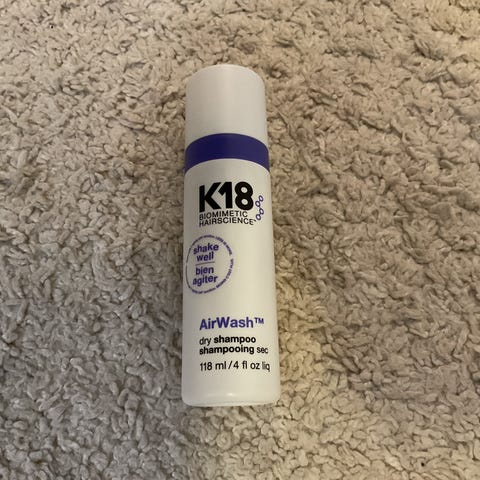 K18
BIOMIMETIC
HAIRSCIENCE
shake
well
bien
agiter
AirWash™
dry shampoo
shampooing sec
118 ml / 4 fl oz liq